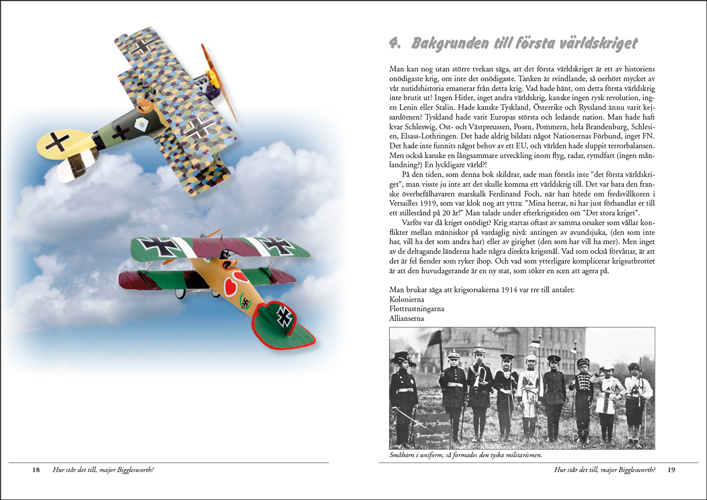 18 Hur står det till, major Bigglesworth?
4. Bakgrunden till första världskriget
Man kan nog utan större tvekan säga, att det första världskriget är ett av historiens
onödigaste krig, om inte det onödigaste. Tanken är svindlande, så oerhört mycket av
vår nutidshistoria emanerar från detta krig. Vad hade hänt, om detta första världskrig
inte brutit ut? Ingen Hitler, inget andra världskrig, kanske ingen rysk revolution, ing-
en Lenin eller Stalin. Hade kanske Tyskland, Österrike och Ryssland ännu varit kej-
sardömen? Tyskland hade varit Europas största och ledande nation. Man hade haft
kvar Schleswig, Ost- och Västpreussen, Posen, Pommern, hela Brandenburg, Schlesi-
en, Elsass-Lothringen. Det hade aldrig bildats något Nationernas Förbund, inget FN.
Det hade inte funnits något behov av ett EU, och världen hade sluppit terrorbalansen.
Men också kanske en långsammare utveckling inom flyg, radar, rymdfart (ingen mån-
landning?) En lyckligare värld?!
På den tiden, som denna bok skildrar, sade man förstås inte "det första världskri-
get", man visste ju inte att det skulle komma ett världskrig till. Det var bara den fran-
ske överbefälhavaren marskalk Ferdinand Foch, som när han hörde om fredsvillkoren i
Versailles 1919, som var klok nog att yttra: "Mina herrar, ni har just förhandlat er till
ett stillestånd på 20 år!" Man talade under efterkrigstiden om "Det stora kriget".
Varför var då kriget onödigt? Krig startas oftast av samma orsaker som vållar kon-
flikter mellan människor på vardaglig nivå: antingen av avundsjuka, (den som inte
har, vill ha det som andra har) eller av girighet (den som har vill ha mer). Men inget
av de deltagande länderna hade några direkta krigsmål. Vad som också förvånar, är att
det är fel fiender som ryker ihop. Och vad som ytterligare komplicerar krigsutbrottet
är att den huvudagerade är en ny stat, som söker en scen att agera på.
Man brukar säga att krigsorsakerna 1914 var tre till antalet:
Kolonierna
Flottrustningarna
Allianserna
Småbarn i uniform, så formades den tyska militarismen.
Hur står det till, major Bigglesworth? 19